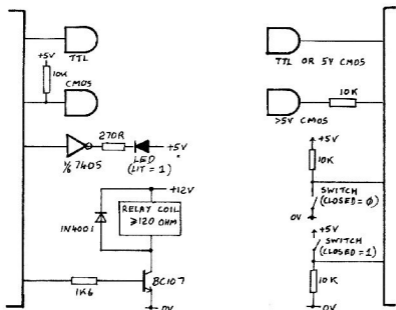 TTL
+5V
10K
CMOS
270R
1/6 7405
LED
(LIT = 1)
+5V
+12V
1N4001
RELAY COIL
≥120 OHM
1K6
BC107
0V
TTL OR 5V CMOS
10K
>5V CMOS
+5V
10K
SWITCH
(CLOSED = 0)
0V
+5V
SWITCH
(CLOSED = 1)
10K
0V